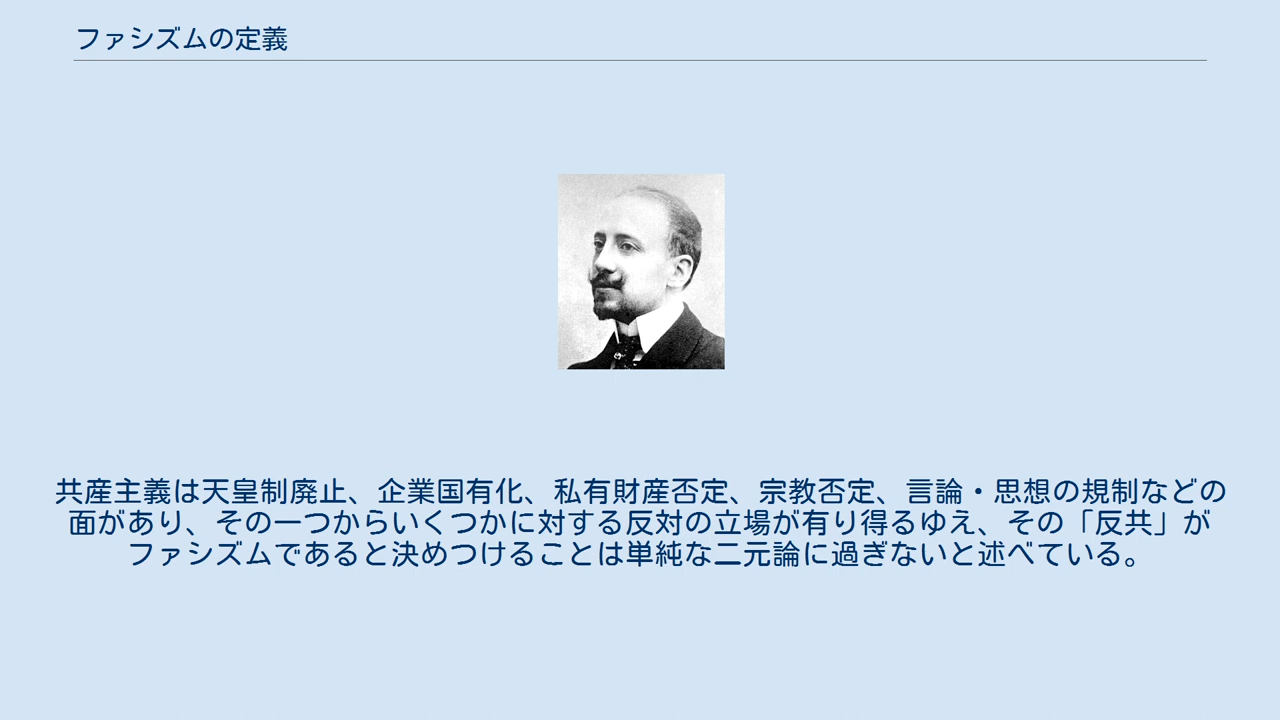 ファシズムの定義
共産主義は天皇制廃止、企業国有化、私有財産否定、宗教否定、言論・思想の規制などの
面があり、その一つからいくつかに対する反対の立場が有り得るゆえ、その「反共」が
ファシズムであると決めつけることは単純な二元論に過ぎないと述べている。